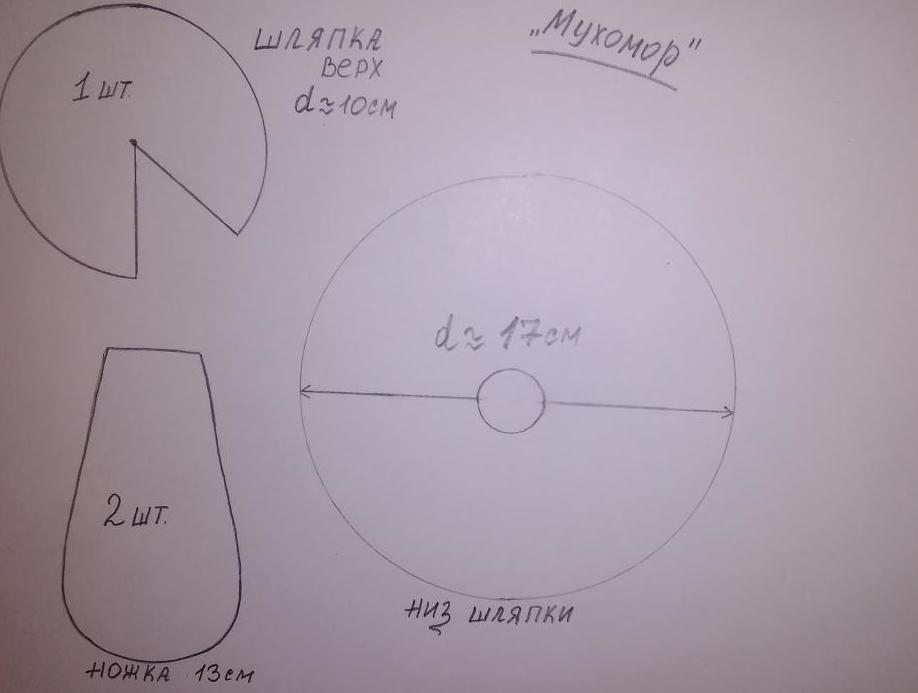 „Мухомор"
ШЛЯПКА
ВЕРХ
d≈10см
1 шт.
d≈17см
2 шт.
НИЗ ШЛЯПКИ
НОЖКА 13см